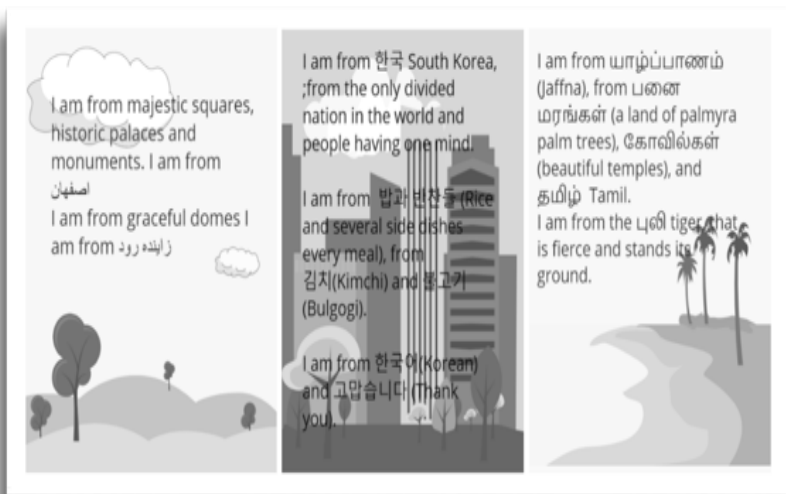 I am from majestic squares,
historic palaces and
monuments. I am from
اصفهان
I am from graceful domes I
am from زاینده رود
I am from 한국 South Korea,
;from the only divided
nation in the world and
people having one mind.
I am from 밥과 반찬들 (Rice
and several side dishes
every meal), from
김치(Kimchi) and 불고기
(Bulgogi).
I am from 한국어(Korean)
and 고맙습니다 (Thank
you).
I am from யாழ்ப்பாணம்
(Jaffna), from பனை
மரங்கள் (a land of palmyra
palm trees), கோவில்கள்
(beautiful temples), and
தமிழ் Tamil.
I am from the புலி tiger that
is fierce and stands its
ground.